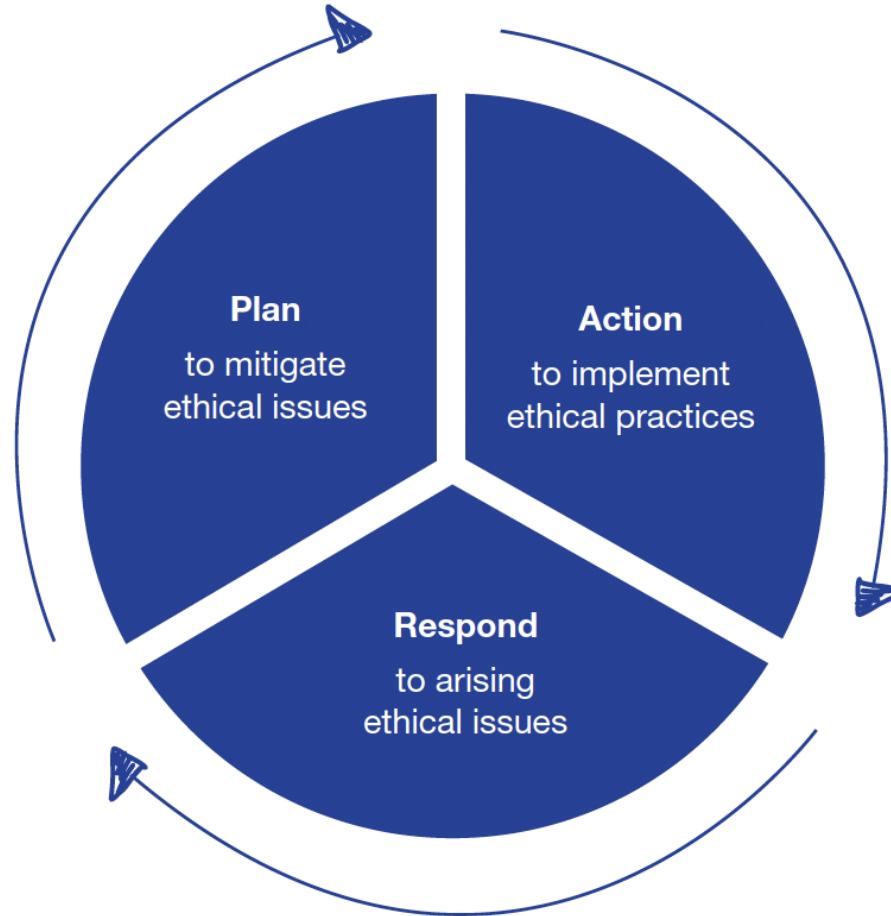 Plan
to mitigate
ethical issues
Action
to implement
ethical practices
Respond
to arising
ethical issues